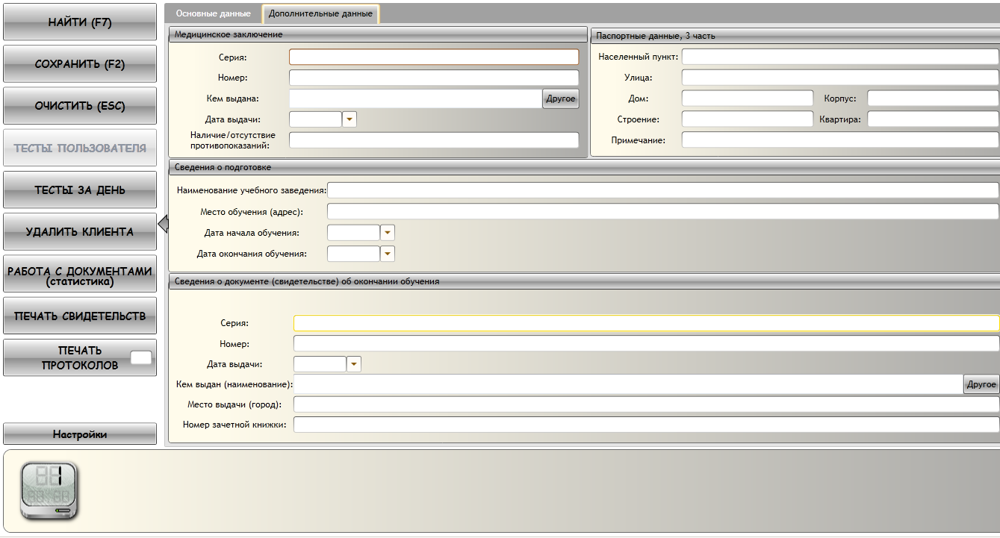 НАЙТИ (F7)
СОХРАНИТЬ (F2)
ОЧИСТИТЬ (ESC)
ТЕСТЫ ПОЛЬЗОВАТЕЛЯ
ТЕСТЫ ЗА ДЕНЬ
УДАЛИТЬ КЛИЕНТА
РАБОТА С ДОКУМЕНТАМИ
(статистика)
ПЕЧАТЬ СВИДЕТЕЛЬСТВ
ПЕЧАТЬ
ПРОТОКОЛОВ
Настройки
Основные данные
Дополнительные данные
Медицинское заключение
Серия:
Номер:
Кем выдана:
Другое
Дата выдачи:
Наличие/отсутствие
противопоказаний:
Паспортные данные, 3 часть
Населенный пункт:
Улица:
Дом:
Корпус:
Строение:
Квартира:
Примечание:
Сведения о подготовке
Наименование учебного заведения:
Место обучения (адрес):
Дата начала обучения:
Дата окончания обучения:
Сведения о документе (свидетельстве) об окончании обучения
Серия:
Номер:
Дата выдачи:
Кем выдан (наименование):
Другое
Место выдачи (город):
Номер зачетной книжки:
1